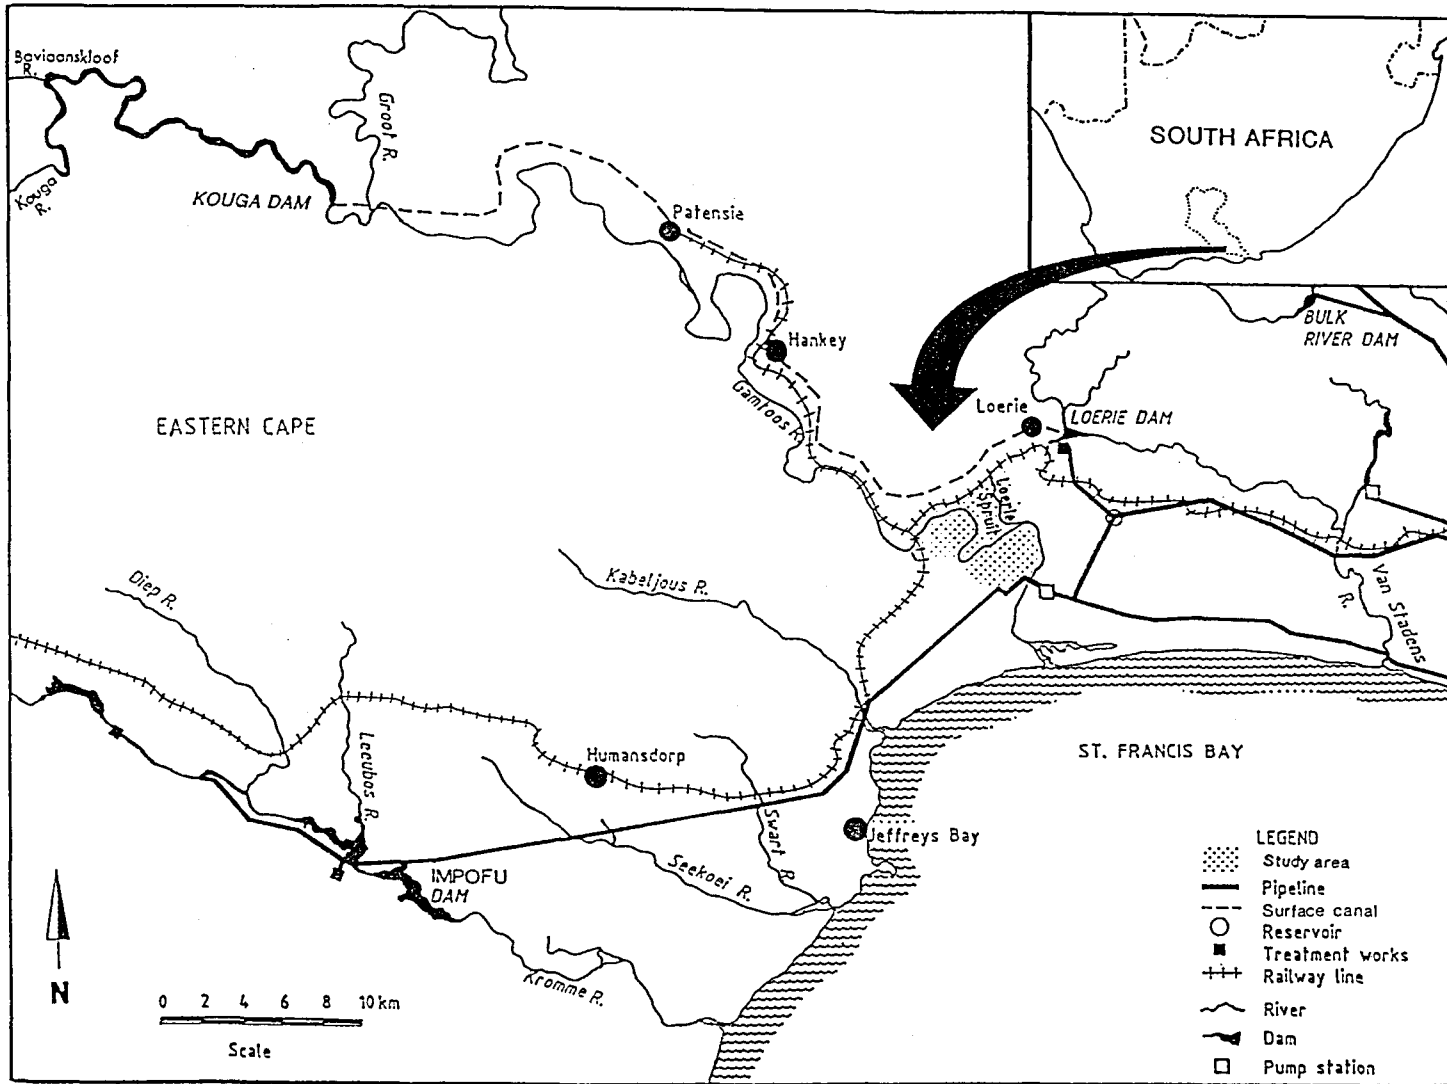 Baviaanskloof
R.
Groot R.
SOUTH AFRICA
Kouga
R.
KOUGA DAM
Patensie
BULK
RIVER DAM
Hankey
Gamtoos R.
Loerie
LOERIE DAM
EASTERN CAPE
Loerie
Spruit
Diep R.
Kabeljous R.
Van Stadens
R.
Leeubos R.
Humansdorp
ST. FRANCIS BAY
Swart R.
Jeffreys Bay
Seekoei R.
IMPOFU
DAM
Kromme R.
N
0 2 4 6 8 10 km
Scale
LEGEND
Study area
Pipeline
Surface canal
Reservoir
Treatment works
Railway line
River
Dam
Pump station